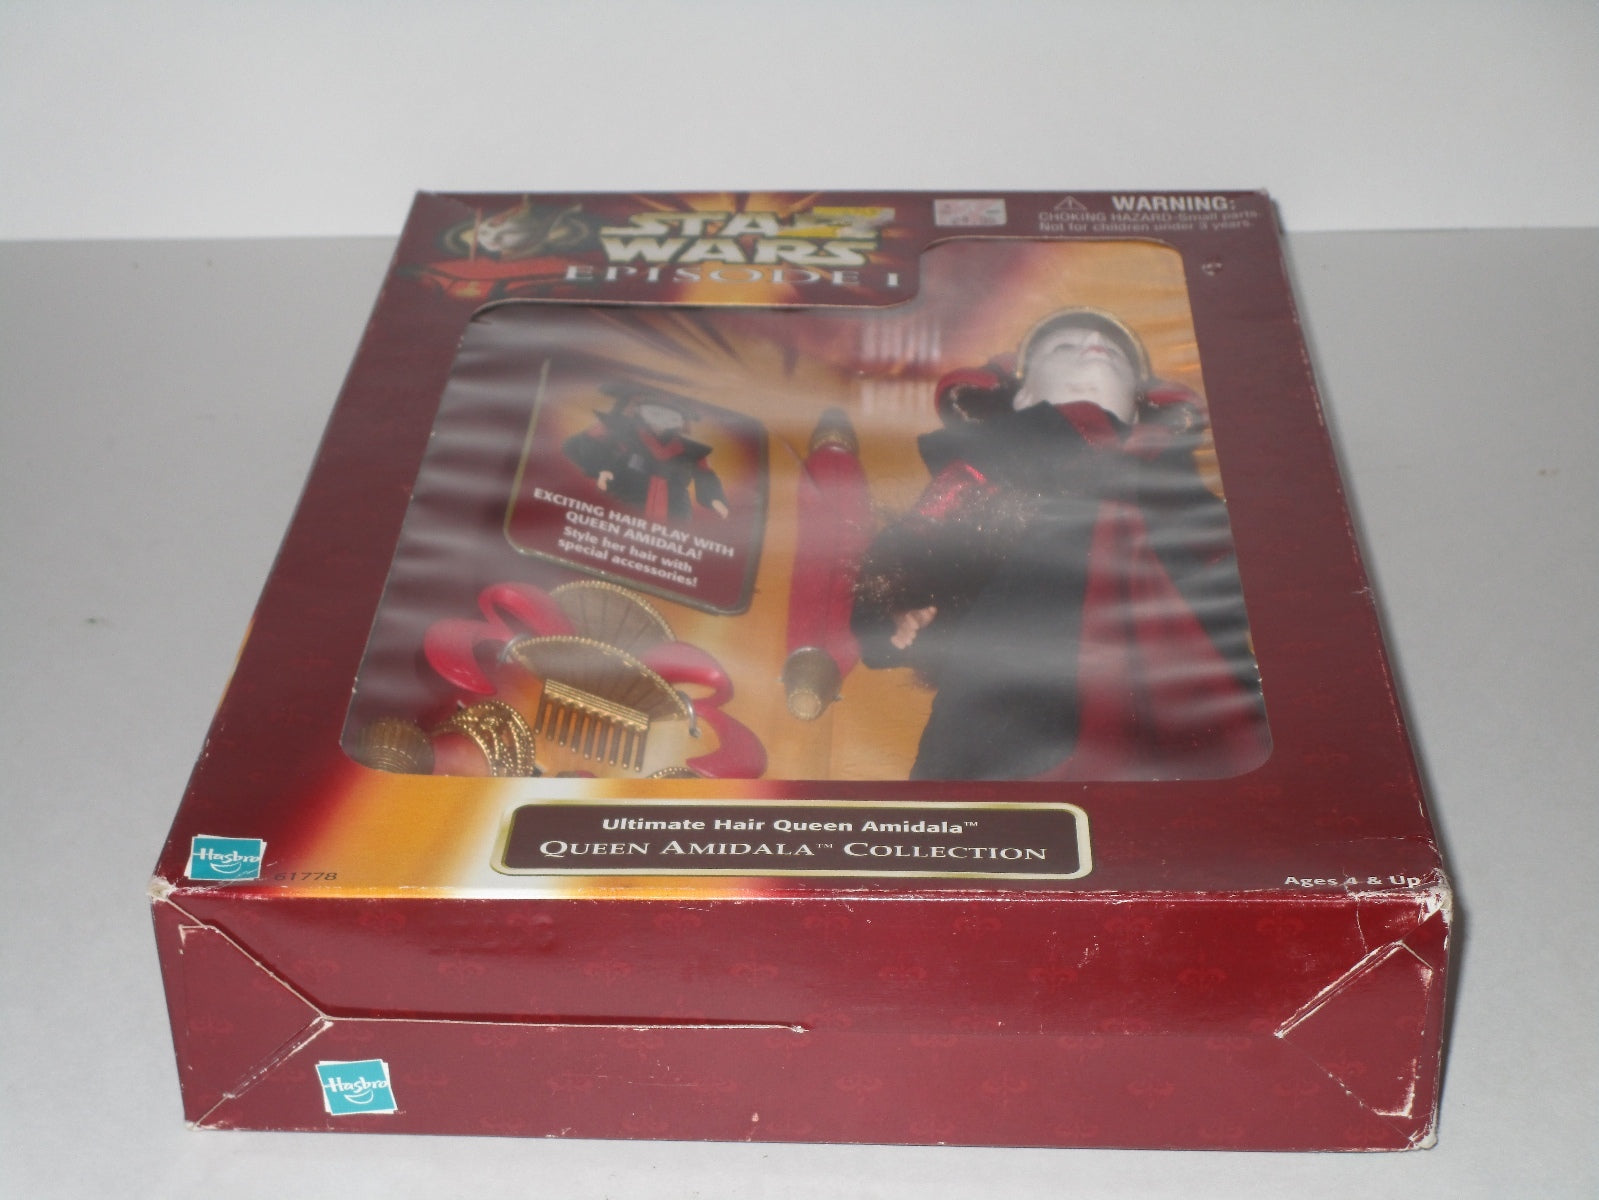 STAR
WARS
EPISODE I
WARNING:
CHOKING HAZARD-Small parts.
Not for children under 3 years.
EXCITING HAIR PLAY WITH
QUEEN AMIDALA!
Style her hair with
special accessories!
Ultimate Hair Queen Amidala™
QUEEN AMIDALA™ COLLECTION
Hasbro
61778
Ages 4 & Up
Hasbro